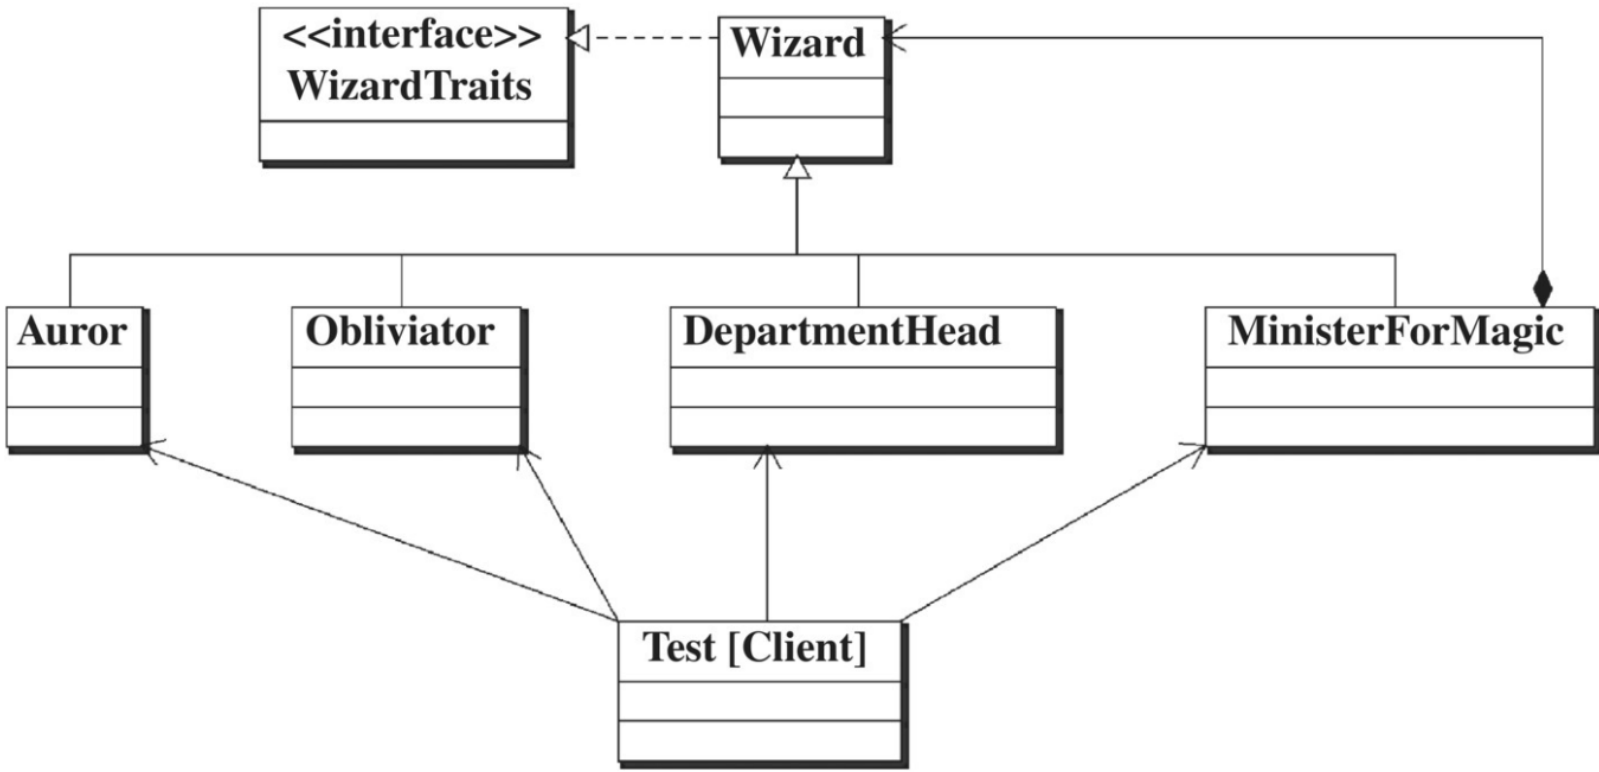 <<interface>>
WizardTraits
Wizard
Auror
Obliviator
DepartmentHead
MinisterForMagic
Test [Client]